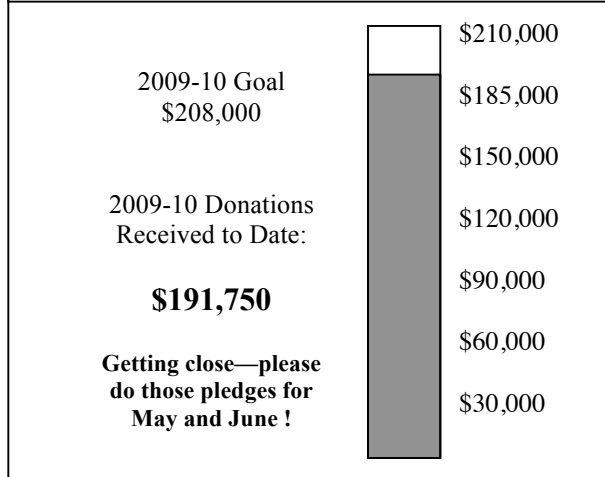 2009-10 Goal
$208,000
2009-10 Donations
Received to Date:
$191,750
Getting close—please
do those pledges for
May and June !
$210,000
$185,000
$150,000
$120,000
$90,000
$60,000
$30,000